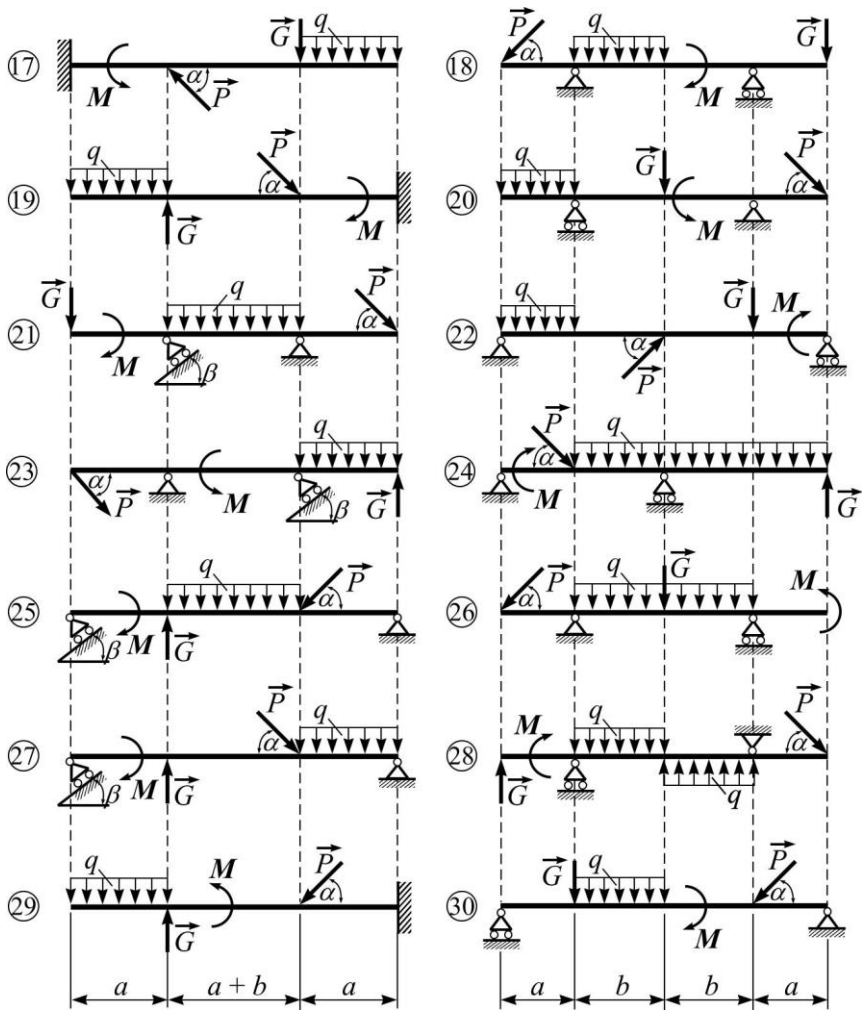 17 M α P⃗ G⃗ q
18 P⃗ α q M G⃗
19 q G⃗ P⃗ α M
20 q G⃗ M P⃗ α
21 G⃗ M q β P⃗ α
22 q P⃗ α G⃗ M
23 α P⃗ M β q G⃗
24 M P⃗ α q G⃗
25 β M G⃗ q P⃗ α
26 P⃗ α q G⃗ M
27 β M G⃗ P⃗ α q
28 G⃗ M q q P⃗ α
29 q G⃗ M P⃗ α
30 G⃗ q M P⃗ α
a a + b a a b b a